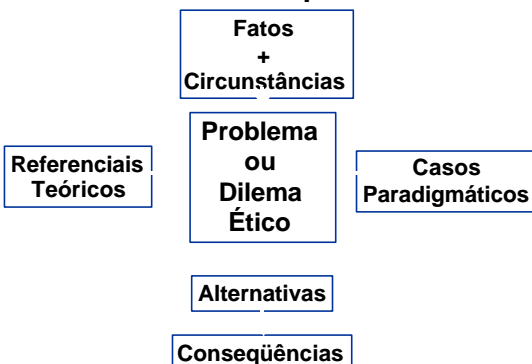 Fatos
+
Circunstâncias
Problema
ou
Dilema
Ético
Referenciais
Teóricos
Casos
Paradigmáticos
Alternativas
Conseqüências